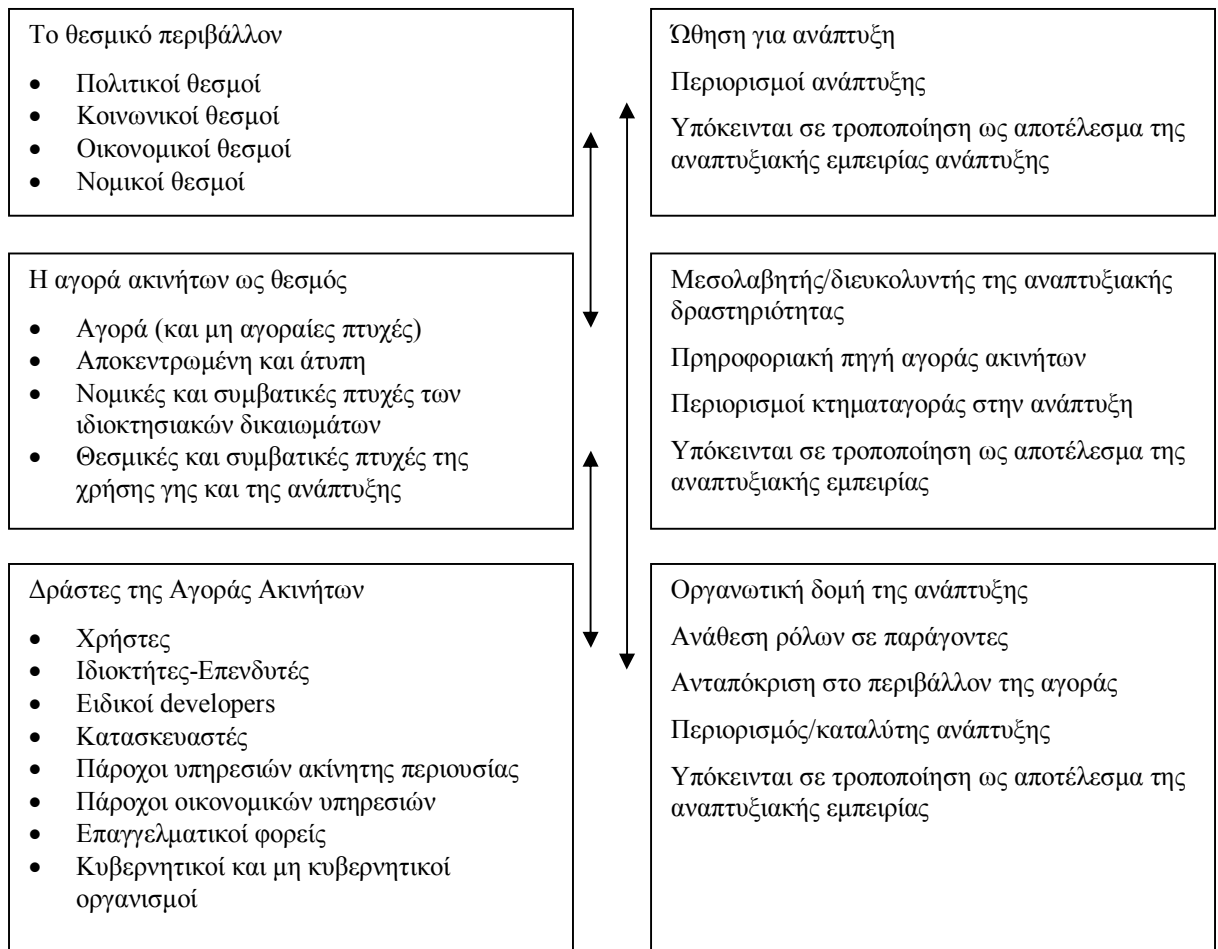 Το θεσμικό περιβάλλον
• Πολιτικοί θεσμοί
• Κοινωνικοί θεσμοί
• Οικονομικοί θεσμοί
• Νομικοί θεσμοί
Ώθηση για ανάπτυξη
Περιορισμοί ανάπτυξης
Υπόκεινται σε τροποποίηση ως αποτέλεσμα της
αναπτυξιακής εμπειρίας ανάπτυξης
Η αγορά ακινήτων ως θεσμός
• Αγορά (και μη αγοραίες πτυχές)
• Αποκεντρωμένη και άτυπη
• Νομικές και συμβατικές πτυχές των
ιδιοκτησιακών δικαιωμάτων
• Θεσμικές και συμβατικές πτυχές της
χρήσης γης και της ανάπτυξης
Μεσολαβητής/διευκολυντής της αναπτυξιακής
δραστηριότητας
Πρηροφοριακή πηγή αγοράς ακινήτων
Περιορισμοί κτηματαγοράς στην ανάπτυξη
Υπόκεινται σε τροποποίηση ως αποτέλεσμα της
αναπτυξιακής εμπειρίας
Δράστες της Αγοράς Ακινήτων
• Χρήστες
• Ιδιοκτήτες-Επενδυτές
• Ειδικοί developers
• Κατασκευαστές
• Πάροχοι υπηρεσιών ακίνητης περιουσίας
• Πάροχοι οικονομικών υπηρεσιών
• Επαγγελματικοί φορείς
• Κυβερνητικοί και μη κυβερνητικοί
οργανισμοί
Οργανωτική δομή της ανάπτυξης
Ανάθεση ρόλων σε παράγοντες
Ανταπόκριση στο περιβάλλον της αγοράς
Περιορισμός/καταλύτης ανάπτυξης
Υπόκεινται σε τροποποίηση ως αποτέλεσμα της
αναπτυξιακής εμπειρίας